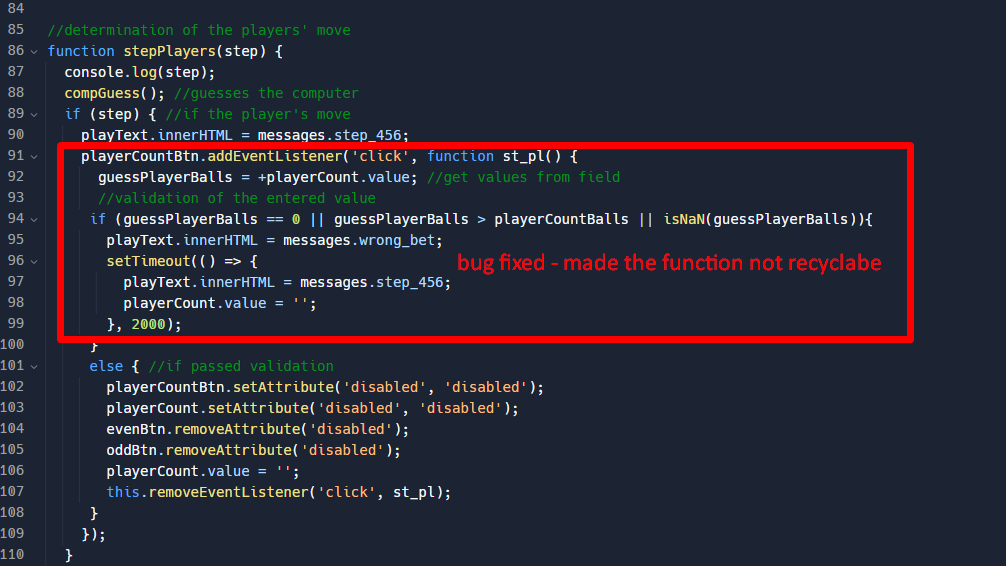 84
85 //determination of the players' move
86 function stepPlayers(step) {
87 console.log(step);
88 compGuess(); //guesses the computer
89 if (step) { //if the player's move
90 playText.innerHTML = messages.step_456;
91 playerCountBtn.addEventListener('click', function st_pl() {
92 guessPlayerBalls = +playerCount.value; //get values from field
93 //validation of the entered value
94 if (guessPlayerBalls == 0 || guessPlayerBalls > playerCountBalls || isNaN(guessPlayerBalls)){
95 playText.innerHTML = messages.wrong_bet;
96 setTimeout(() => {
bug fixed - made the function not recyclabe
97 playText.innerHTML = messages.step_456;
98 playerCount.value = '';
99 }, 2000);
100 }
101 else { //if passed validation
102 playerCountBtn.setAttribute('disabled', 'disabled');
103 playerCount.setAttribute('disabled', 'disabled');
104 evenBtn.removeAttribute('disabled');
105 oddBtn.removeAttribute('disabled');
106 playerCount.value = '';
107 this.removeEventListener('click', st_pl);
108 }
109 });
110 }